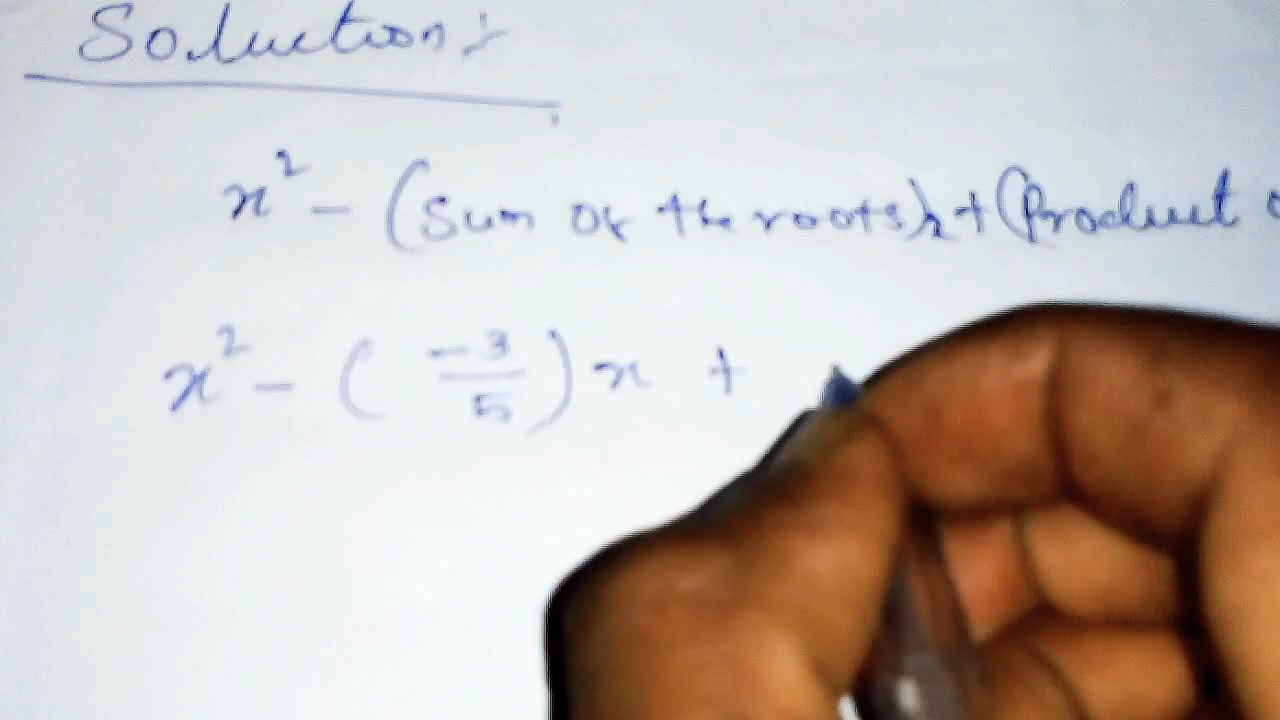 Solution :-
x² - (Sum of the roots)x + (Product
x² - (-3/5)x +